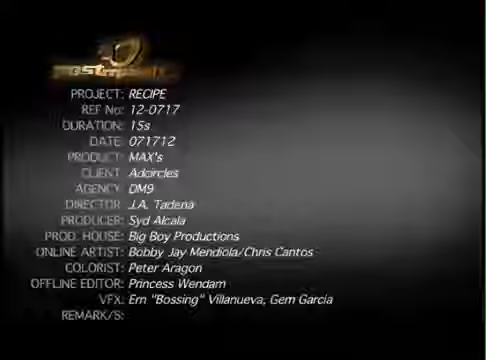 PROJECT: RECIPE
REF No: 12-0717
DURATION: 15s
DATE: 071712
PRODUCT: MAX's
CLIENT: Adcircles
AGENCY: DM9
DIRECTOR: J.A. Tadena
PRODUCER: Syd Alcala
PROD. HOUSE: Big Boy Productions
ONLINE ARTIST: Bobby Jay Mendiola/Chris Cantos
COLORIST: Peter Aragon
OFFLINE EDITOR: Princess Wendam
VFX: Ern "Bossing" Villanueva, Gem Garcia
REMARK/S: